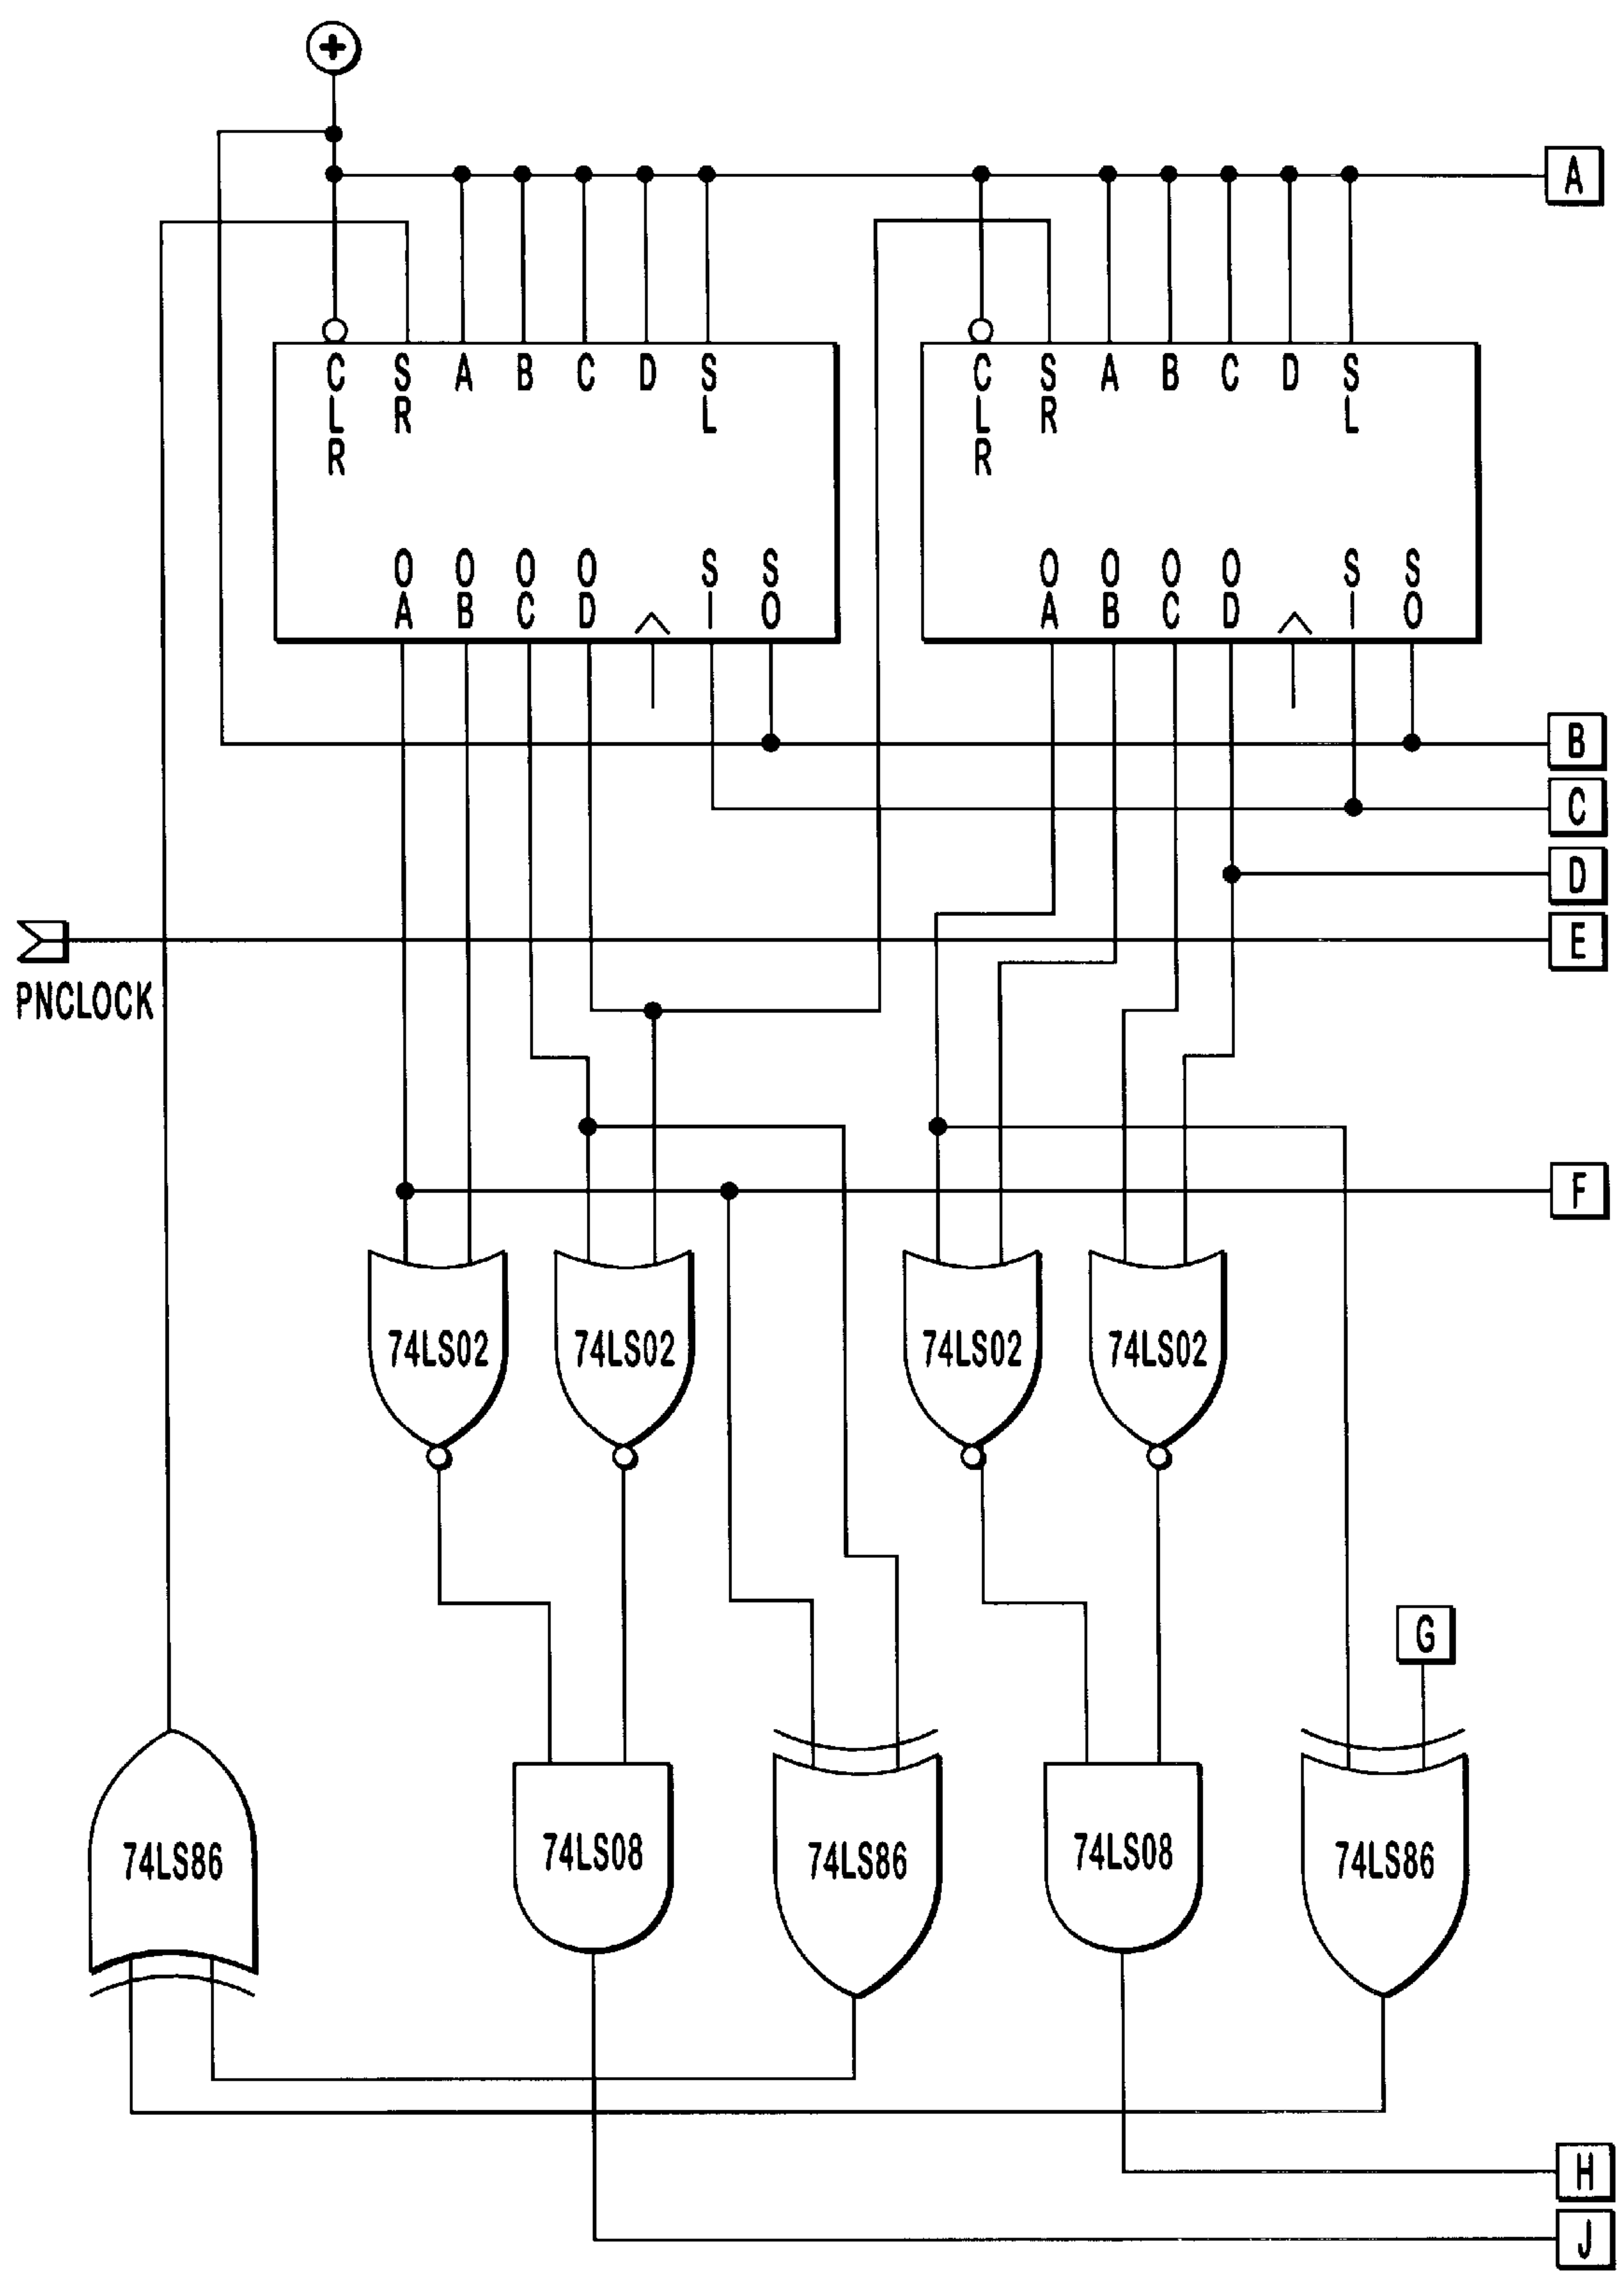 +
A
C S A B C D S
L R L
R
C S A B C D S
L R L
R
O O O O S S
A B C D I O
O O O O S S
A B C D I O
B
C
D
E
PNCLOCK
F
74LS02 74LS02 74LS02 74LS02
G
74LS86 74LS08 74LS86 74LS08 74LS86
H
J